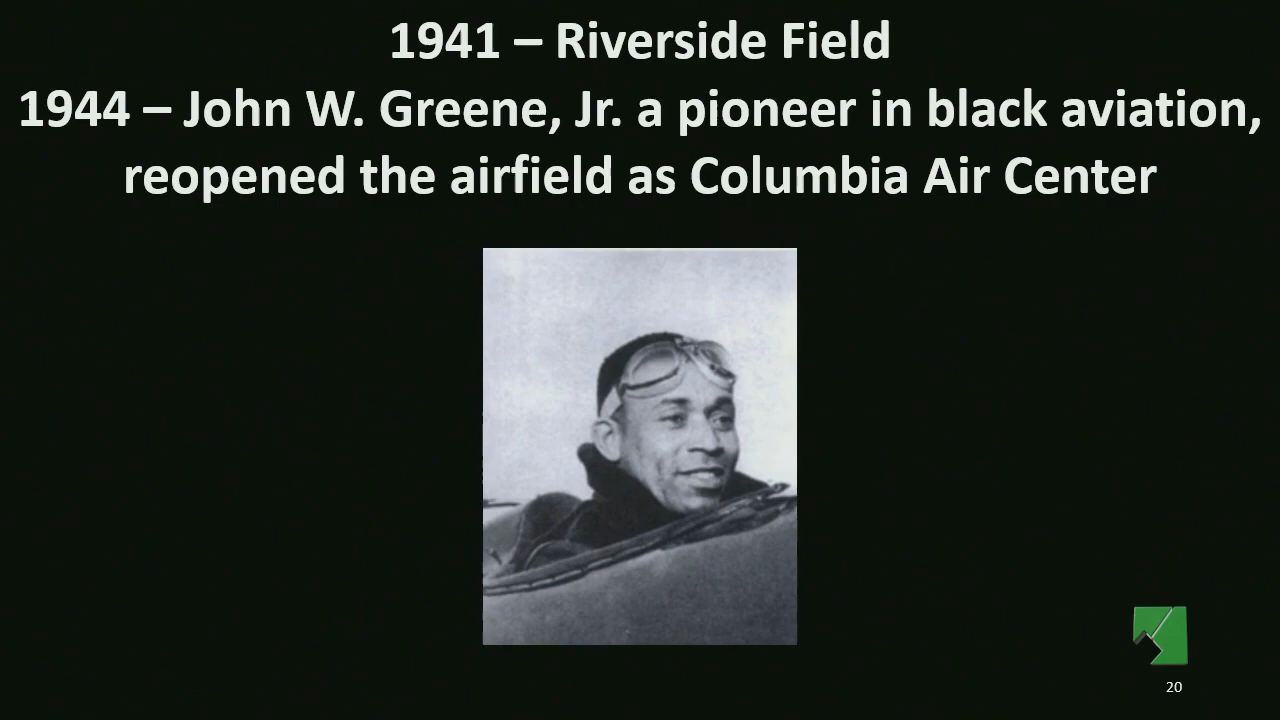 1941 – Riverside Field
1944 – John W. Greene, Jr. a pioneer in black aviation,
reopened the airfield as Columbia Air Center
20